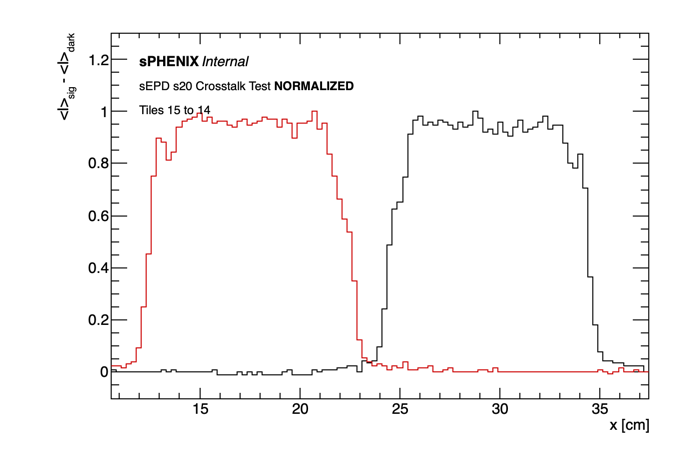 <I>sig - <I>dark
sPHENIX Internal
sEPD s20 Crosstalk Test NORMALIZED
Tiles 15 to 14
1.2
1
0.8
0.6
0.4
0.2
0
15 20 25 30 35
x [cm]